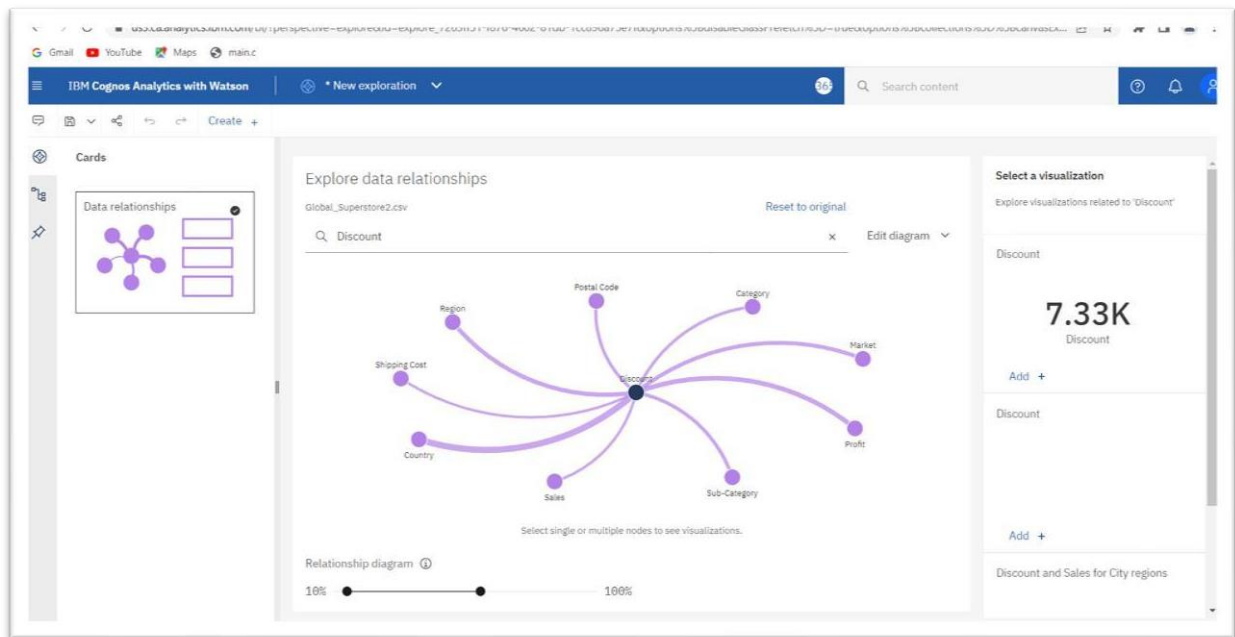 Gmail YouTube Maps main.c
IBM Cognos Analytics with Watson * New exploration Search content
Create +
Cards
Data relationships
Explore data relationships
Global_Superstore2.csv Reset to original
Discount × Edit diagram
Postal Code
Category
Region
Market
Shipping Cost
Discount
Country
Profit
Sales
Sub-Category
Select single or multiple nodes to see visualizations.
Relationship diagram
10% 100%
Select a visualization
Explore visualizations related to 'Discount'
Discount
7.33K
Discount
Add +
Discount
Add +
Discount and Sales for City regions